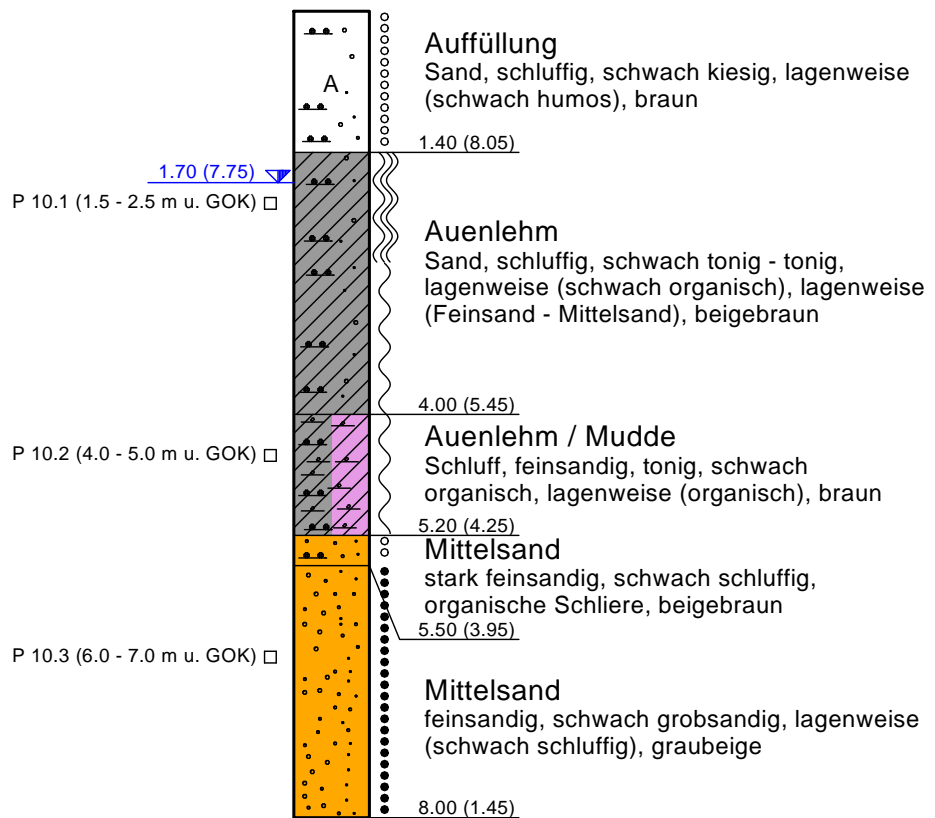 Auffüllung
Sand, schluffig, schwach kiesig, lagenweise
(schwach humos), braun
A
1.40 (8.05)
1.70 (7.75)
P 10.1 (1.5 - 2.5 m u. GOK)
Auenlehm
Sand, schluffig, schwach tonig - tonig,
lagenweise (schwach organisch), lagenweise
(Feinsand - Mittelsand), beigebraun
4.00 (5.45)
P 10.2 (4.0 - 5.0 m u. GOK)
Auenlehm / Mudde
Schluff, feinsandig, tonig, schwach
organisch, lagenweise (organisch), braun
5.20 (4.25)
Mittelsand
stark feinsandig, schwach schluffig,
organische Schliere, beigebraun
5.50 (3.95)
P 10.3 (6.0 - 7.0 m u. GOK)
Mittelsand
feinsandig, schwach grobsandig, lagenweise
(schwach schluffig), graubeige
8.00 (1.45)